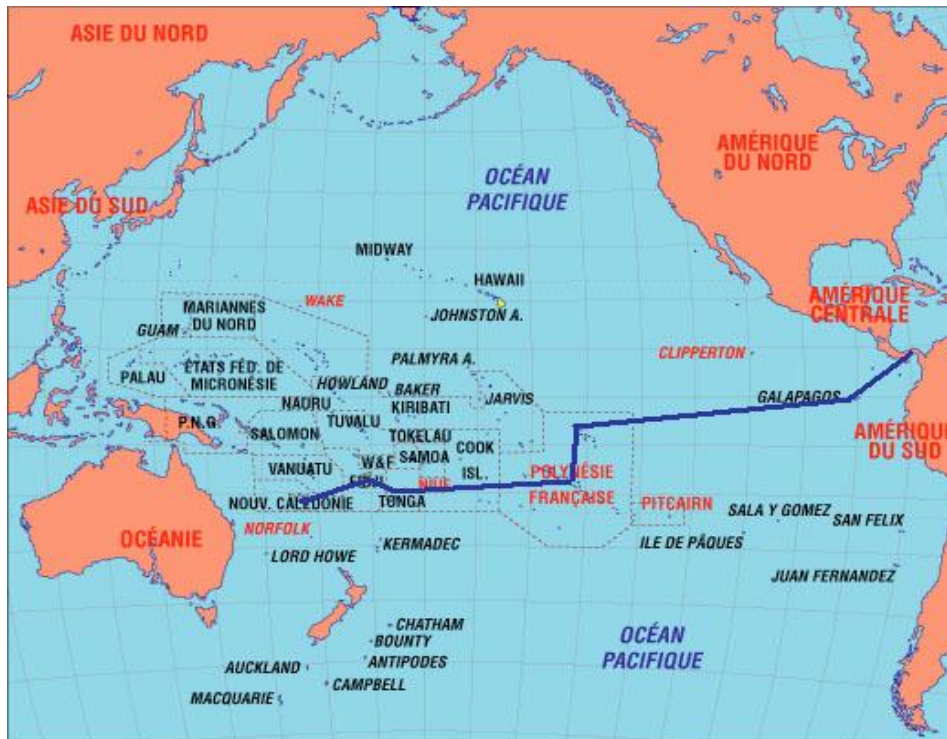 ASIE DU NORD
OCÉAN
PACIFIQUE
AMÉRIQUE
DU NORD
ASIE DU SUD
MIDWAY
HAWAII
JOHNSTON A.
WAKE
MARIANNES
DU NORD
GUAM
AMÉRIQUE
CENTRALE
CLIPPERTON
PALMYRA A.
PALAU
ÉTATS FÉD. DE
MICRONÉSIE
HOWLAND
BAKER
JARVIS
GALAPAGOS
NAURU
KIRIBATI
TUVALU
P.N.G.
SALOMON
TOKELAU
SAMOA
COOK
ISL.
AMÉRIQUE
DU SUD
W&F
VANUATU
FIDJI
NIUE
POLYNÉSIE
FRANÇAISE
NOUV. CALÉDONIE
TONGA
PITCAIRN
NORFOLK
SALA Y GOMEZ
SAN FELIX
OCÉANIE
LORD HOWE
KERMADEC
ILE DE PÂQUES
JUAN FERNANDEZ
CHATHAM
BOUNTY
ANTIPODES
AUCKLAND
CAMPBELL
MACQUARIE
OCÉAN
PACIFIQUE